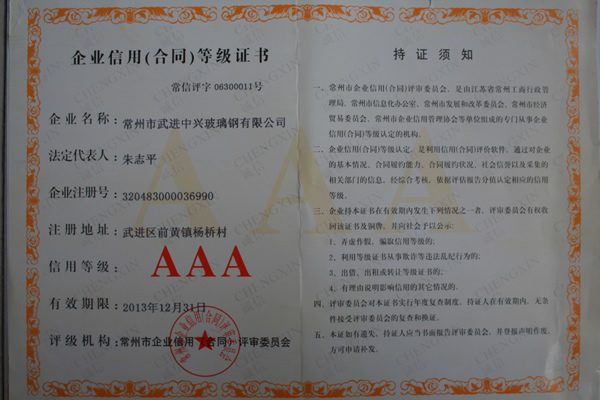 企业信用(合同)等级证书
常信评字 06300011号
企业名称：常州市武进中兴玻璃钢有限公司
法定代表人：朱志平
企业注册号：320483000036990
注册地址：武进区前黄镇杨桥村
信用等级：AAA
有效期限：2013年12月31日
评级机构：常州市企业信用（合同）评审委员会
持证须知
一、常州市企业信用(合同)评审委员会，是由江苏省常州工商行政管
理局、常州市信息化办公室、常州市发展和改革委员会、常州市经济
贸易委员会、常州市企业信用管理协会等单位组成的专门从事企业
信用(合同)等级认定的机构。
二、企业信用(合同)等级认定，是利用信用(合同)评价软件，通过对企业
的基本情况、合同履约能力、合同履约状况、社会信誉以及采集的
相关部门的信息，经综合考核，依据评估报告分值认定相应的信用
等级。
三、企业持本证书在有效期内发生下列情况之一者，评审委员会有权收
回该证书及铜牌，并向社会予以公示：
1、弄虚作假，骗取信用等级的；
2、利用等级证书从事欺诈等违法乱纪行为的；
3、出借、出租或转让等级证书的；
4、有理由说明影响信用的其它情况的。
四、评审委员会对本证书实行年度复查制度。持证人在有效期内，无条
件接受评审委员会的复查和换证。
五、本证如有遗失，持证人应当书面报告评审委员会，并登报声明作废，
方可申请补发。